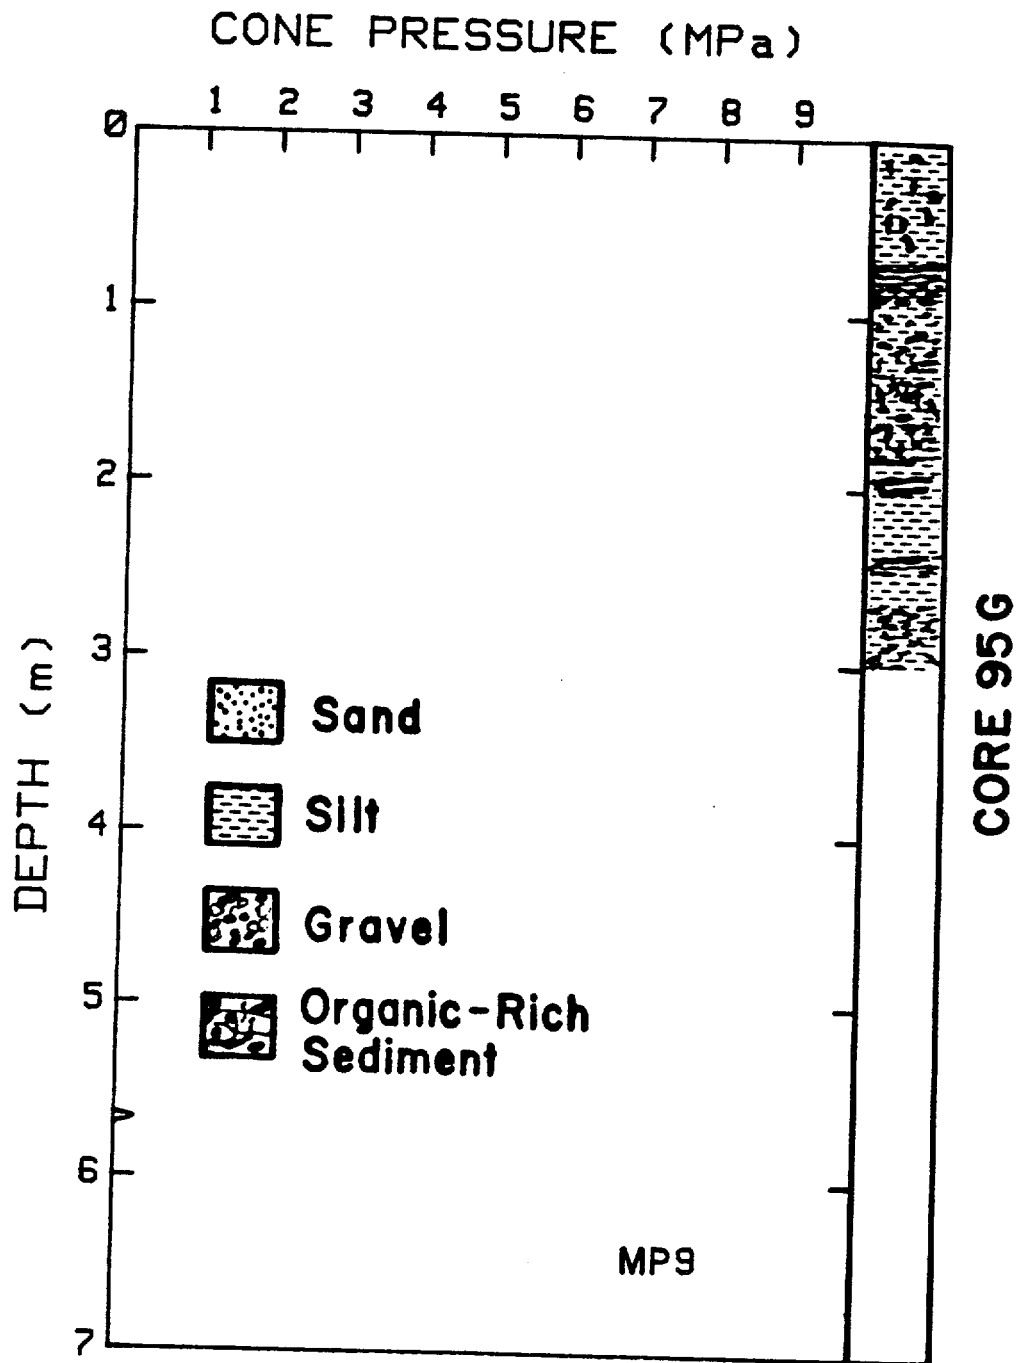 CONE PRESSURE (MPa)
1 2 3 4 5 6 7 8 9
0
1
2
3
4
5
6
7
DEPTH (m)
Sand
Silt
Gravel
Organic-Rich
Sediment
MP9
CORE 95G